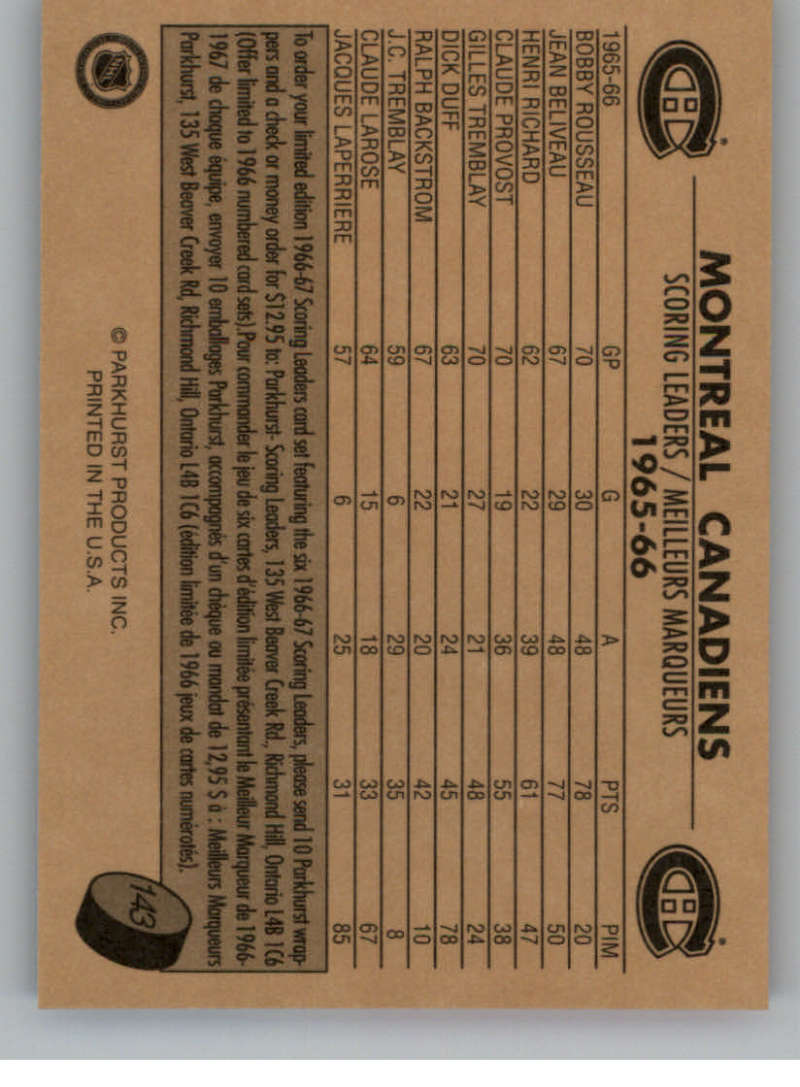 MONTREAL CANADIENS
SCORING LEADERS / MEILLEURS MARQUEURS
1965-66
1965-66 GP G A PTS PIM
BOBBY ROUSSEAU 70 30 48 78 20
JEAN BELIVEAU 67 29 48 77 50
HENRI RICHARD 62 22 39 61 47
CLAUDE PROVOST 70 19 36 55 38
GILLES TREMBLAY 70 27 21 48 24
DICK DUFF 63 21 24 45 78
RALPH BACKSTROM 67 22 20 42 10
J.C. TREMBLAY 59 6 29 35 8
CLAUDE LAROSE 64 15 18 33 67
JACQUES LAPERRIERE 57 6 25 31 85
To order your limited edition 1966-67 Scoring Leaders card set featuring the six 1966-67 Scoring Leaders, please send 10 Parkhurst wrap-
pers and a check or money order for $12.95 to: Parkhurst- Scoring Leaders, 135 West Beaver Creek Rd., Richmond Hill, Ontario L4B 1C6
(Offer limited to 1966 numbered card sets).Pour commander le jeu de six cartes d'édition limitée présentant le Meilleur Marqueur de 1966-
1967 de chaque équipe, envoyer 10 emballages Parkhurst, accompagnés d'un chèque ou mandat de 12,95 $ à : Meilleurs Marqueurs
Parkhurst, 135 West Beaver Creek Rd, Richmond Hill, Ontario L4B 1C6 (édition limitée de 1966 jeux de cartes numérotés).
NHL
© PARKHURST PRODUCTS INC.
PRINTED IN THE U.S.A.
143